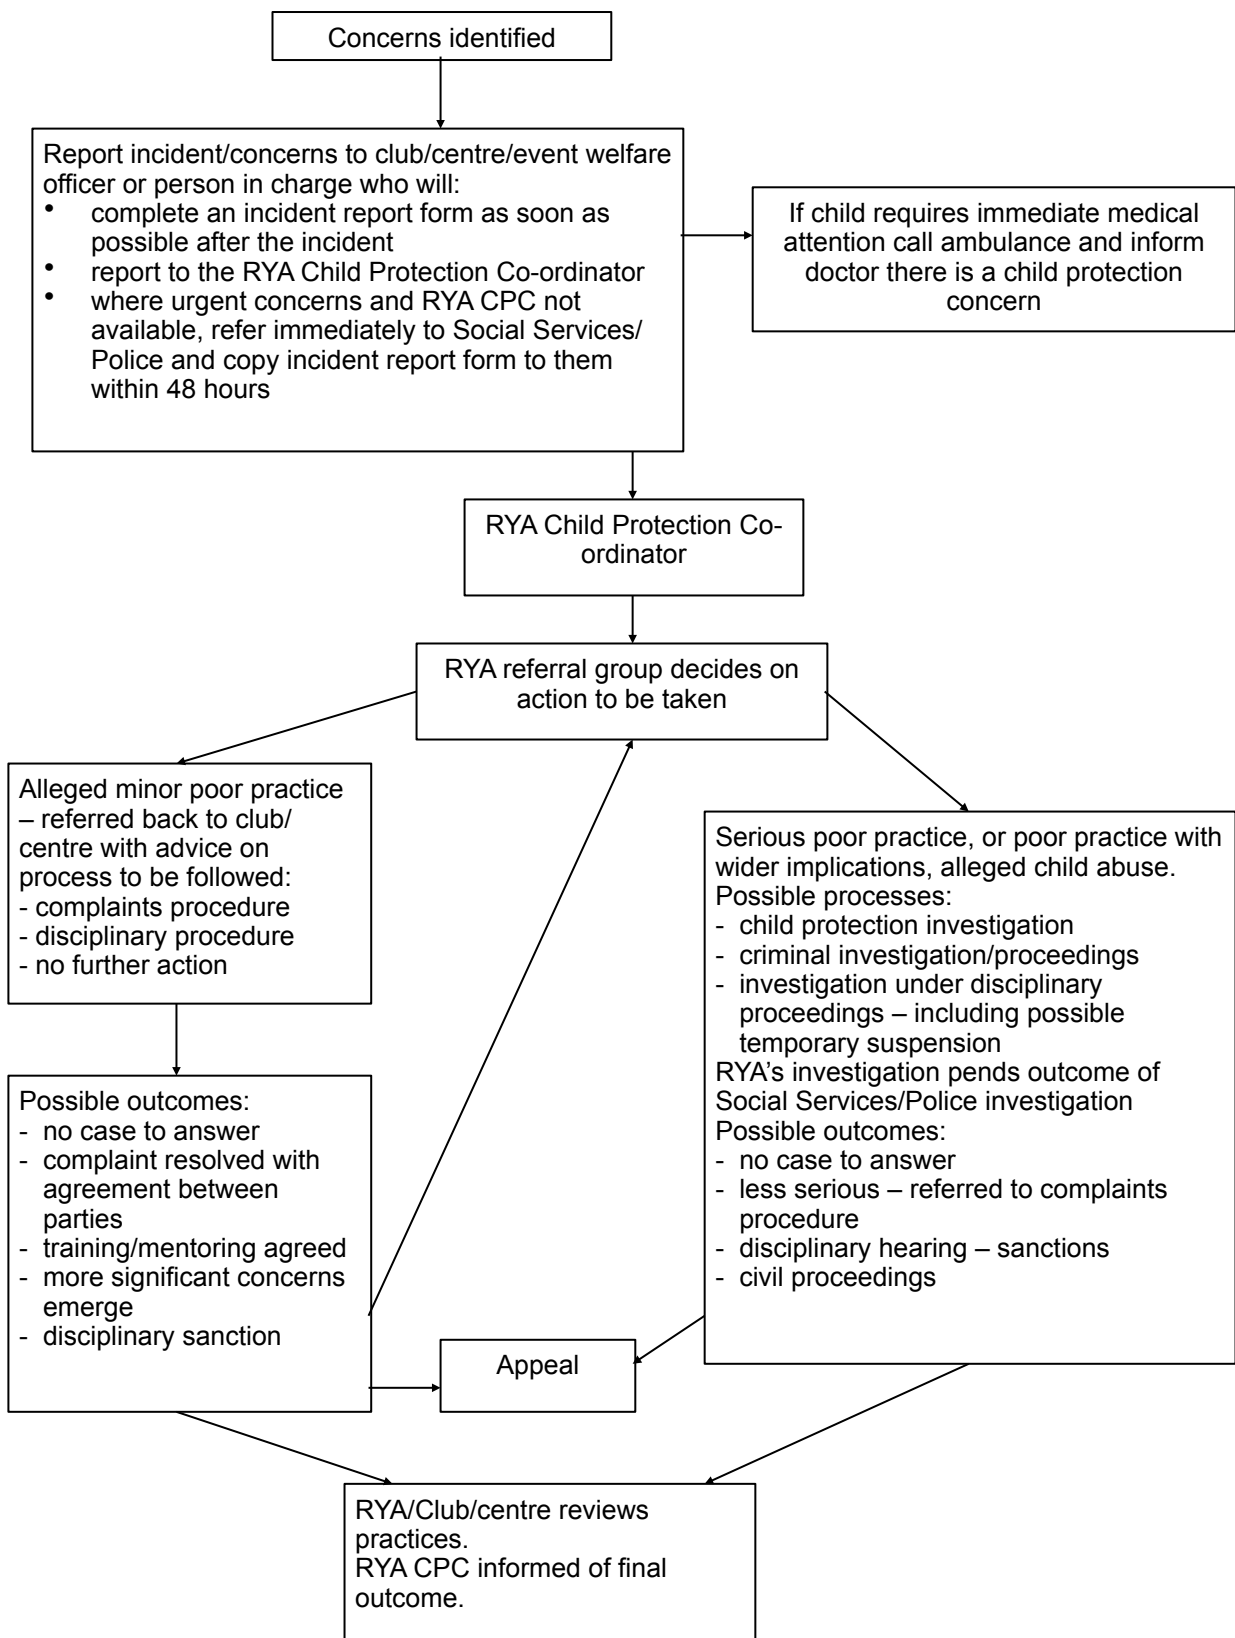 Concerns identified
Report incident/concerns to club/centre/event welfare
officer or person in charge who will:
• complete an incident report form as soon as
possible after the incident
• report to the RYA Child Protection Co-ordinator
• where urgent concerns and RYA CPC not
available, refer immediately to Social Services/
Police and copy incident report form to them
within 48 hours
If child requires immediate medical
attention call ambulance and inform
doctor there is a child protection
concern
RYA Child Protection Co-
ordinator
RYA referral group decides on
action to be taken
Alleged minor poor practice
– referred back to club/
centre with advice on
process to be followed:
- complaints procedure
- disciplinary procedure
- no further action
Serious poor practice, or poor practice with
wider implications, alleged child abuse.
Possible processes:
- child protection investigation
- criminal investigation/proceedings
- investigation under disciplinary
proceedings – including possible
temporary suspension
RYA’s investigation pends outcome of
Social Services/Police investigation
Possible outcomes:
- no case to answer
- less serious – referred to complaints
procedure
- disciplinary hearing – sanctions
- civil proceedings
Possible outcomes:
- no case to answer
- complaint resolved with
agreement between
parties
- training/mentoring agreed
- more significant concerns
emerge
- disciplinary sanction
Appeal
RYA/Club/centre reviews
practices.
RYA CPC informed of final
outcome.